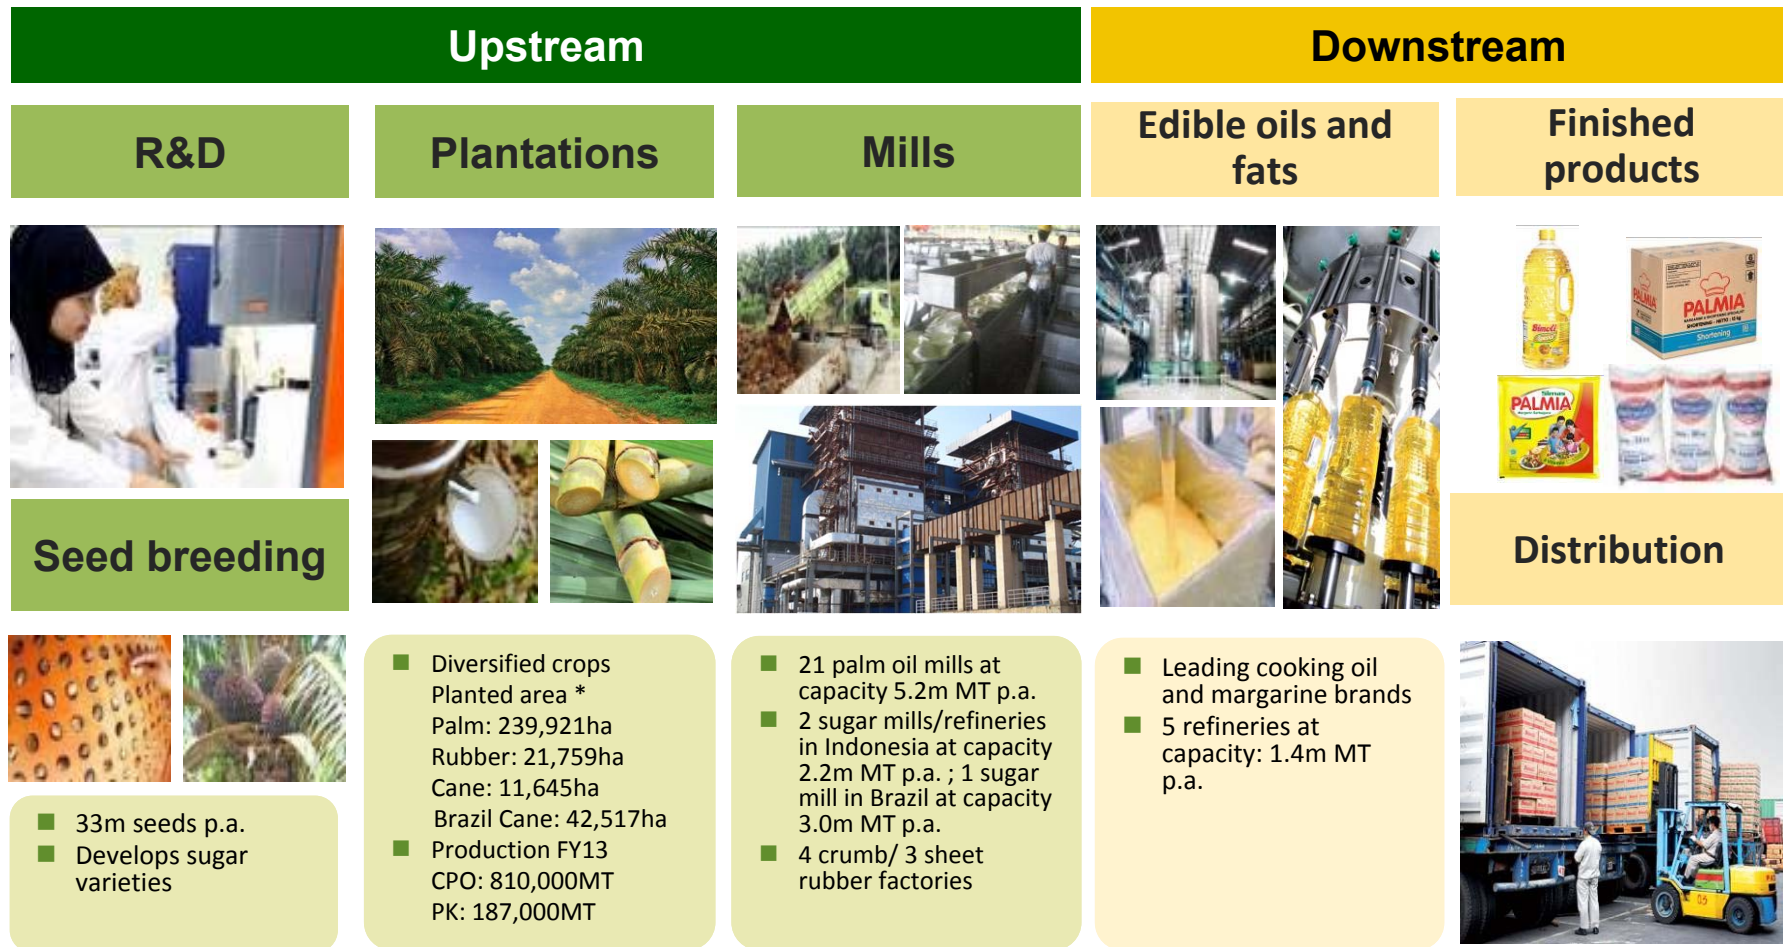 Upstream
Downstream
R&D
Plantations
Mills
Edible oils and
fats
Finished
products
Bimoli
PALMIA
PALMIA
Shortening
PALMIA
Seed breeding
Distribution
33m seeds p.a.
Develops sugar
varieties
Diversified crops
Planted area *
Palm: 239,921ha
Rubber: 21,759ha
Cane: 11,645ha
Brazil Cane: 42,517ha
Production FY13
CPO: 810,000MT
PK: 187,000MT
21 palm oil mills at
capacity 5.2m MT p.a.
2 sugar mills/refineries
in Indonesia at capacity
2.2m MT p.a. ; 1 sugar
mill in Brazil at capacity
3.0m MT p.a.
4 crumb/ 3 sheet
rubber factories
Leading cooking oil
and margarine brands
5 refineries at
capacity: 1.4m MT
p.a.
03